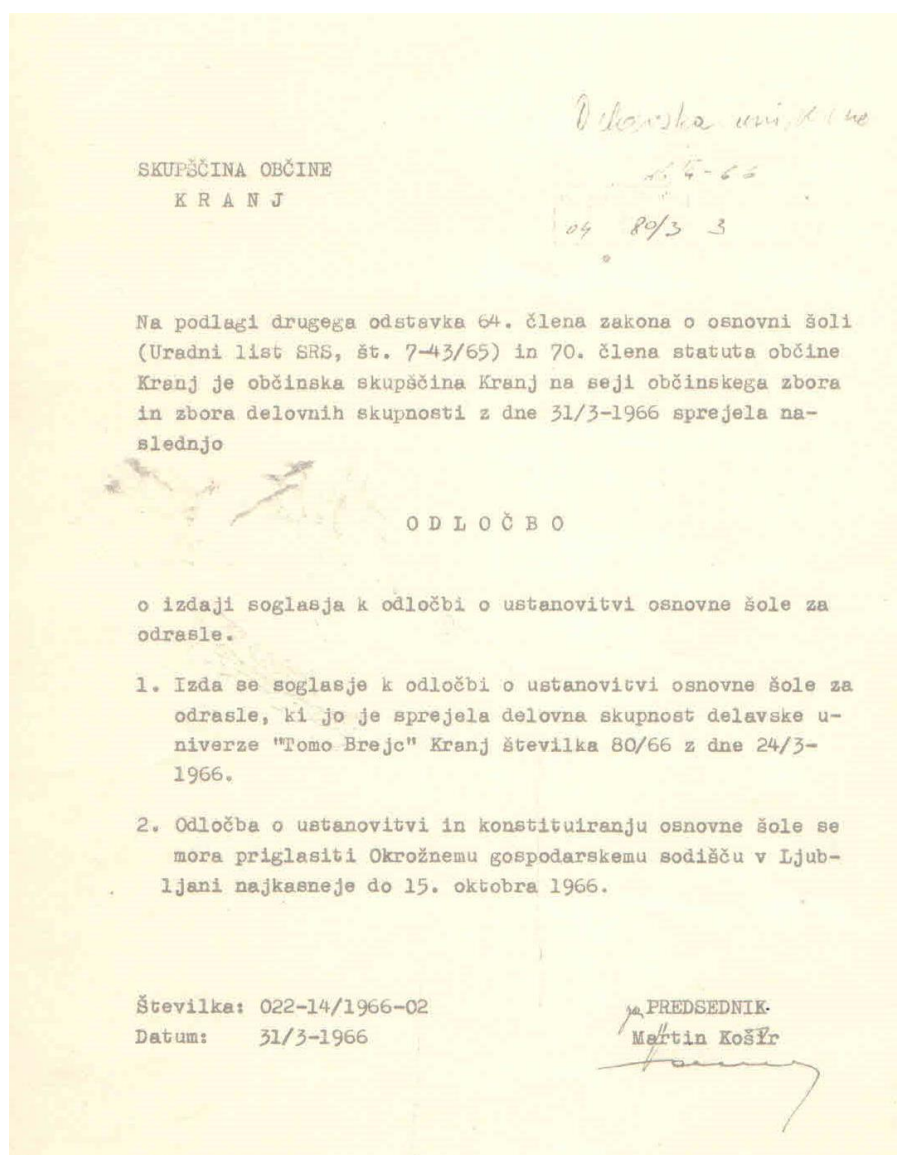 SKUPŠČINA OBČINE
K R A N J
04 80/3 3
Na podlagi drugega odstavka 64. člena zakona o osnovni šoli
(Uradni list SRS, št. 7-43/65) in 70. člena statuta občine
Kranj je občinska skupščina Kranj na seji občinskega zbora
in zbora delovnih skupnosti z dne 31/3-1966 sprejela na-
slednjo
O D L O Č B O
o izdaji soglasja k odločbi o ustanovitvi osnovne šole za
odrasle.
1. Izda se soglasje k odločbi o ustanovitvi osnovne šole za
odrasle, ki jo je sprejela delovna skupnost delavske u-
niverze "Tomo Brejc" Kranj številka 80/66 z dne 24/3-
1966.
2. Odločba o ustanovitvi in konstituiranju osnovne šole se
mora priglasiti Okrožnemu gospodarskemu sodišču v Ljub-
ljani najkasneje do 15. oktobra 1966.
Številka: 022-14/1966-02
Datum: 31/3-1966
PREDSEDNIK
Martin Košir